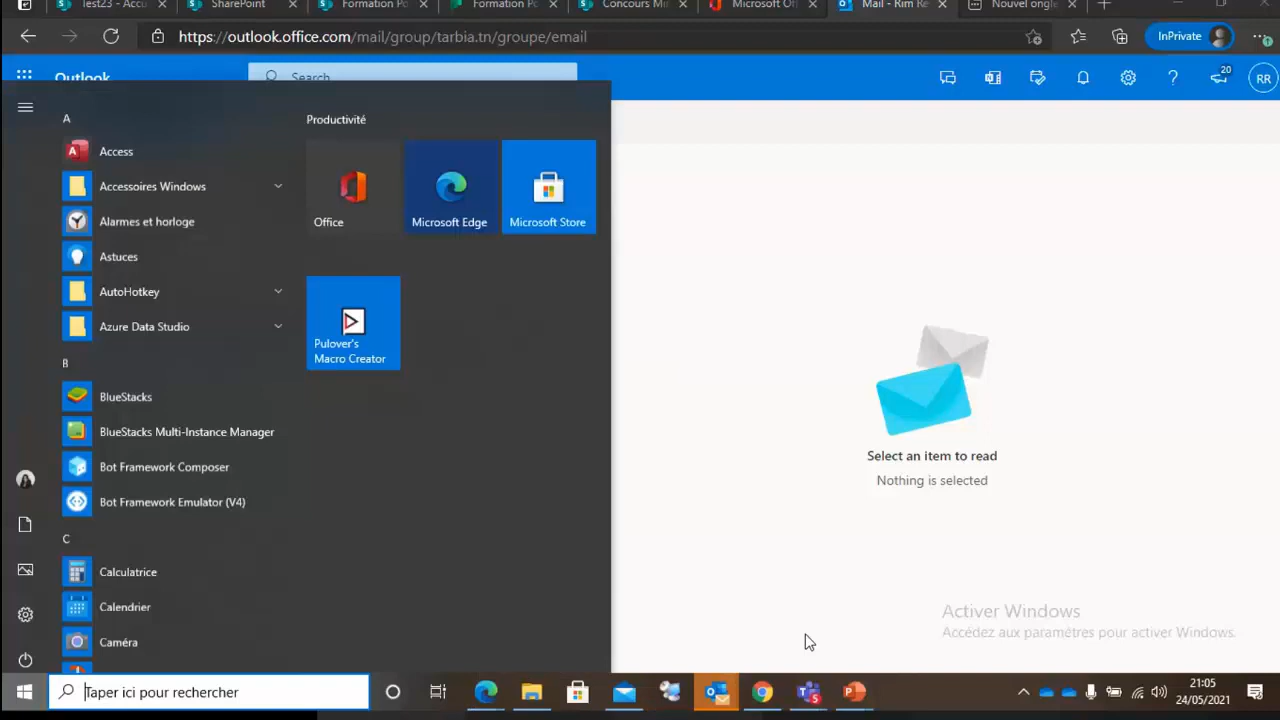 Test23 - Accu
SharePoint
Formation Po
Formation Po
Concours Mi
Microsoft Off
Mail - Rim Re
Nouvel ongle
https://outlook.office.com/mail/group/tarbia.tn/groupe/email
InPrivate
Outlook
Search
20
RR
A
Access
Accessoires Windows
Alarmes et horloge
Astuces
AutoHotkey
Azure Data Studio
B
BlueStacks
BlueStacks Multi-Instance Manager
Bot Framework Composer
Bot Framework Emulator (V4)
C
Calculatrice
Calendrier
Caméra
Productivité
Office
Microsoft Edge
Microsoft Store
Pulover's
Macro Creator
Select an item to read
Nothing is selected
Activer Windows
Accédez aux paramètres pour activer Windows.
Taper ici pour rechercher
21:05
24/05/2021